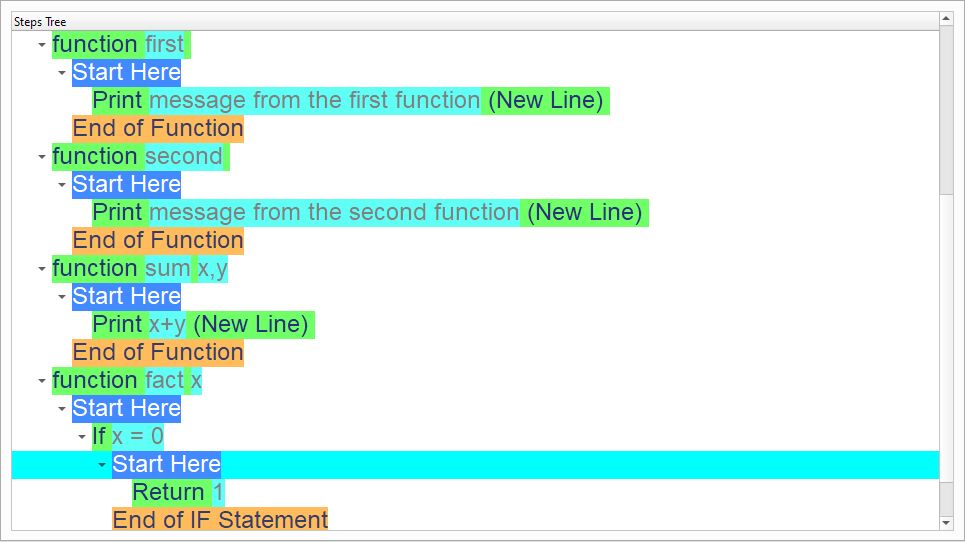 Steps Tree
function first
Start Here
Print message from the first function (New Line)
End of Function
function second
Start Here
Print message from the second function (New Line)
End of Function
function sum x,y
Start Here
Print x+y (New Line)
End of Function
function fact x
Start Here
If x = 0
Start Here
Return 1
End of IF Statement